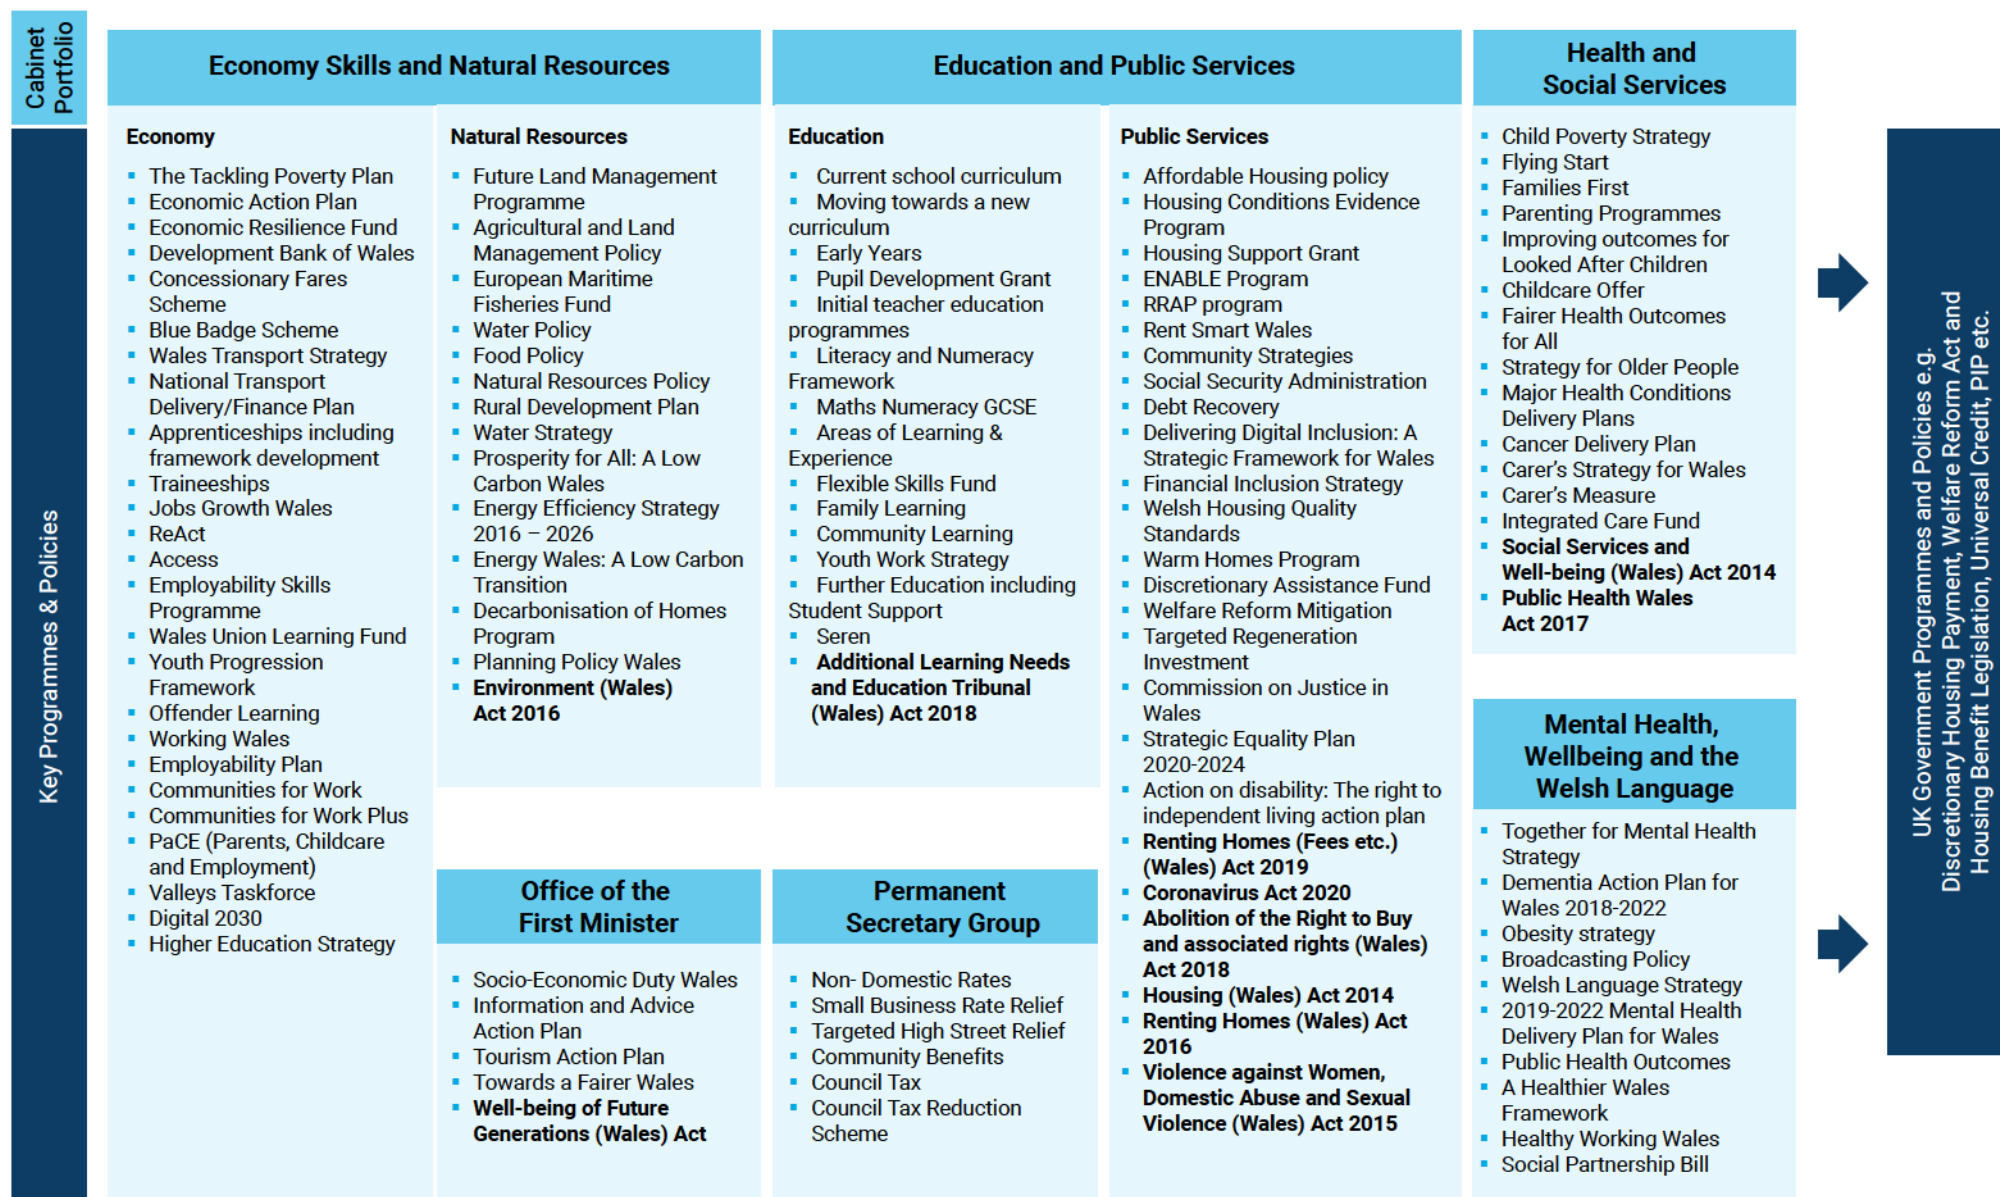 Cabinet
Portfolio
Economy Skills and Natural Resources
Education and Public Services
Health and
Social Services
Key Programmes & Policies
Economy
▪ The Tackling Poverty Plan
▪ Economic Action Plan
▪ Economic Resilience Fund
▪ Development Bank of Wales
▪ Concessionary Fares
Scheme
▪ Blue Badge Scheme
▪ Wales Transport Strategy
▪ National Transport
Delivery/Finance Plan
▪ Apprenticeships including
framework development
▪ Traineeships
▪ Jobs Growth Wales
▪ ReAct
▪ Access
▪ Employability Skills
Programme
▪ Wales Union Learning Fund
▪ Youth Progression
Framework
▪ Offender Learning
▪ Working Wales
▪ Employability Plan
▪ Communities for Work
▪ Communities for Work Plus
▪ PaCE (Parents, Childcare
and Employment)
▪ Valleys Taskforce
▪ Digital 2030
▪ Higher Education Strategy
Natural Resources
▪ Future Land Management
Programme
▪ Agricultural and Land
Management Policy
▪ European Maritime
Fisheries Fund
▪ Water Policy
▪ Food Policy
▪ Natural Resources Policy
▪ Rural Development Plan
▪ Water Strategy
▪ Prosperity for All: A Low
Carbon Wales
▪ Energy Efficiency Strategy
2016 – 2026
▪ Energy Wales: A Low Carbon
Transition
▪ Decarbonisation of Homes
Program
▪ Planning Policy Wales
▪ Environment (Wales)
Act 2016
Office of the
First Minister
▪ Socio-Economic Duty Wales
▪ Information and Advice
Action Plan
▪ Tourism Action Plan
▪ Towards a Fairer Wales
▪ Well-being of Future
Generations (Wales) Act
Education
▪ Current school curriculum
▪ Moving towards a new
curriculum
▪ Early Years
▪ Pupil Development Grant
▪ Initial teacher education
programmes
▪ Literacy and Numeracy
Framework
▪ Maths Numeracy GCSE
▪ Areas of Learning &
Experience
▪ Flexible Skills Fund
▪ Family Learning
▪ Community Learning
▪ Youth Work Strategy
▪ Further Education including
Student Support
▪ Seren
▪ Additional Learning Needs
and Education Tribunal
(Wales) Act 2018
Permanent
Secretary Group
▪ Non- Domestic Rates
▪ Small Business Rate Relief
▪ Targeted High Street Relief
▪ Community Benefits
▪ Council Tax
▪ Council Tax Reduction
Scheme
Public Services
▪ Affordable Housing policy
▪ Housing Conditions Evidence
Program
▪ Housing Support Grant
▪ ENABLE Program
▪ RRAP program
▪ Rent Smart Wales
▪ Community Strategies
▪ Social Security Administration
▪ Debt Recovery
▪ Delivering Digital Inclusion: A
Strategic Framework for Wales
▪ Financial Inclusion Strategy
▪ Welsh Housing Quality
Standards
▪ Warm Homes Program
▪ Discretionary Assistance Fund
▪ Welfare Reform Mitigation
▪ Targeted Regeneration
Investment
▪ Commission on Justice in
Wales
▪ Strategic Equality Plan
2020-2024
▪ Action on disability: The right to
independent living action plan
▪ Renting Homes (Fees etc.)
(Wales) Act 2019
▪ Coronavirus Act 2020
▪ Abolition of the Right to Buy
and associated rights (Wales)
Act 2018
▪ Housing (Wales) Act 2014
▪ Renting Homes (Wales) Act
2016
▪ Violence against Women,
Domestic Abuse and Sexual
Violence (Wales) Act 2015
▪ Child Poverty Strategy
▪ Flying Start
▪ Families First
▪ Parenting Programmes
▪ Improving outcomes for
Looked After Children
▪ Childcare Offer
▪ Fairer Health Outcomes
for All
▪ Strategy for Older People
▪ Major Health Conditions
Delivery Plans
▪ Cancer Delivery Plan
▪ Carer's Strategy for Wales
▪ Carer's Measure
▪ Integrated Care Fund
▪ Social Services and
Well-being (Wales) Act 2014
▪ Public Health Wales
Act 2017
Mental Health,
Wellbeing and the
Welsh Language
▪ Together for Mental Health
Strategy
▪ Dementia Action Plan for
Wales 2018-2022
▪ Obesity strategy
▪ Broadcasting Policy
▪ Welsh Language Strategy
▪ 2019-2022 Mental Health
Delivery Plan for Wales
▪ Public Health Outcomes
▪ A Healthier Wales
Framework
▪ Healthy Working Wales
▪ Social Partnership Bill
UK Government Programmes and Policies e.g.
Discretionary Housing Payment, Welfare Reform Act and
Housing Benefit Legislation, Universal Credit, PIP etc.